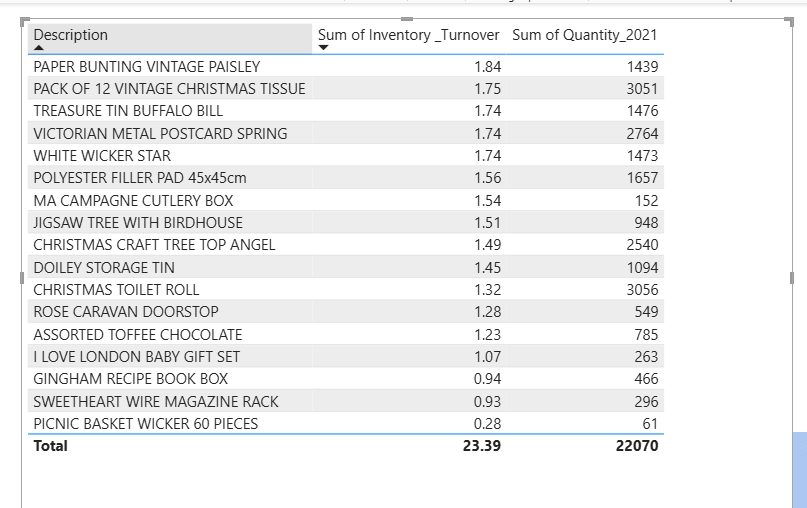 Description Sum of Inventory _Turnover Sum of Quantity_2021
PAPER BUNTING VINTAGE PAISLEY 1.84 1439
PACK OF 12 VINTAGE CHRISTMAS TISSUE 1.75 3051
TREASURE TIN BUFFALO BILL 1.74 1476
VICTORIAN METAL POSTCARD SPRING 1.74 2764
WHITE WICKER STAR 1.74 1473
POLYESTER FILLER PAD 45x45cm 1.56 1657
MA CAMPAGNE CUTLERY BOX 1.54 152
JIGSAW TREE WITH BIRDHOUSE 1.51 948
CHRISTMAS CRAFT TREE TOP ANGEL 1.49 2540
DOILEY STORAGE TIN 1.45 1094
CHRISTMAS TOILET ROLL 1.32 3056
ROSE CARAVAN DOORSTOP 1.28 549
ASSORTED TOFFEE CHOCOLATE 1.23 785
I LOVE LONDON BABY GIFT SET 1.07 263
GINGHAM RECIPE BOOK BOX 0.94 466
SWEETHEART WIRE MAGAZINE RACK 0.93 296
PICNIC BASKET WICKER 60 PIECES 0.28 61
Total 23.39 22070